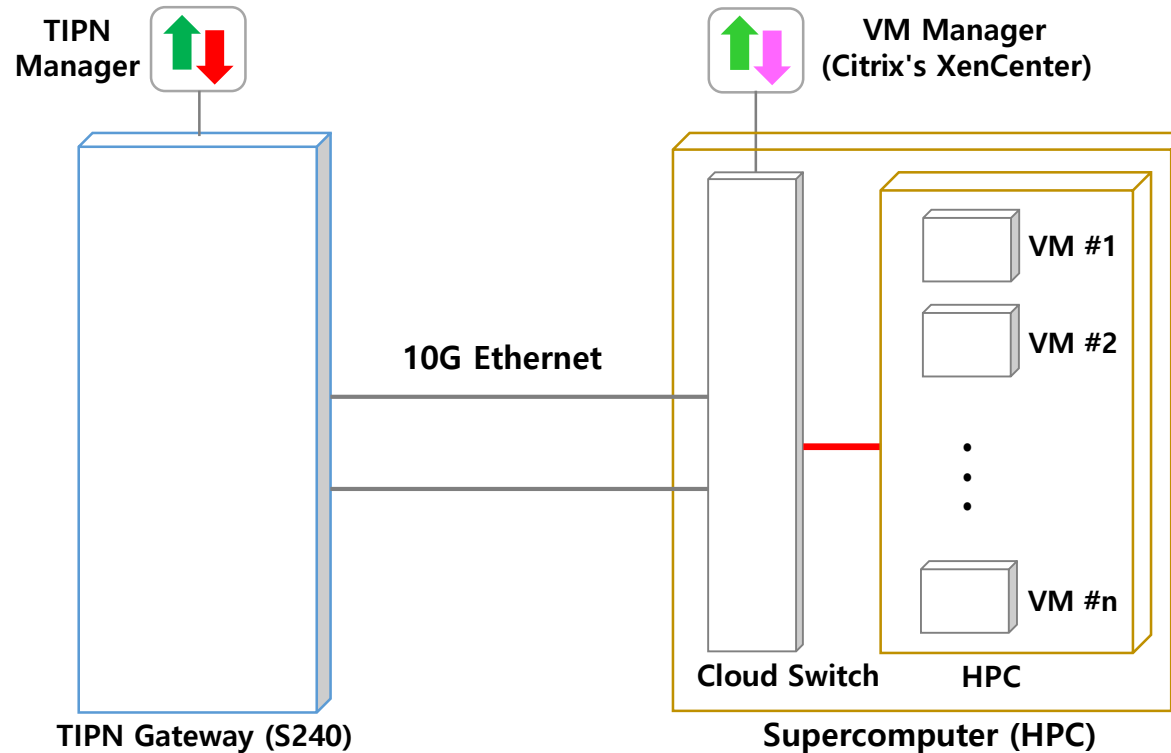 TIPN
Manager
VM Manager
(Citrix's XenCenter)
VM #1
VM #2
10G Ethernet
VM #n
Cloud Switch
HPC
TIPN Gateway (S240)
Supercomputer (HPC)